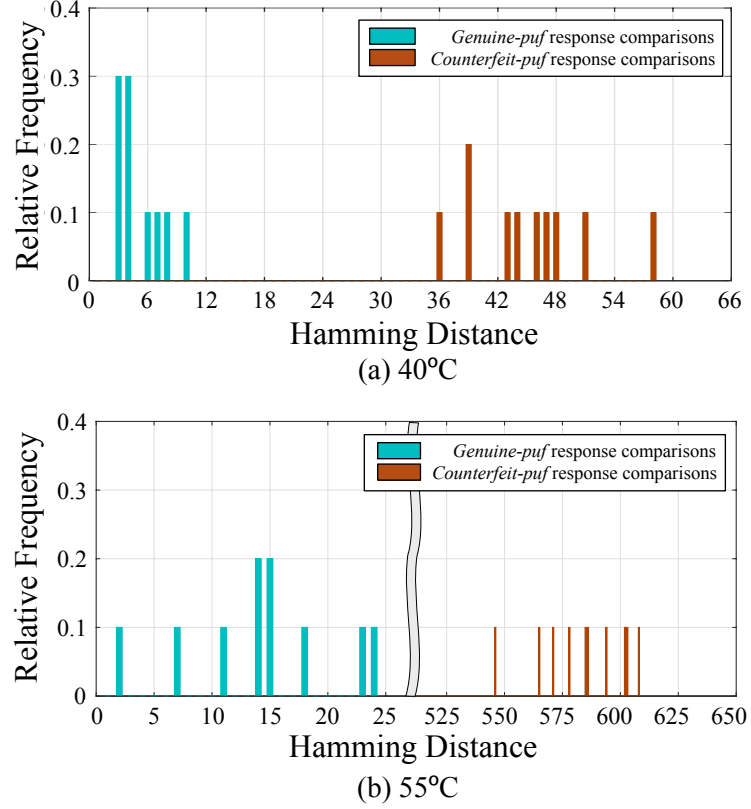 0.4
0.3
0.2
0.1
0
Relative Frequency
Genuine-puf response comparisons
Counterfeit-puf response comparisons
0 6 12 18 24 30 36 42 48 54 60 66
Hamming Distance
(a) 40ºC
0.4
0.3
0.2
0.1
0
Relative Frequency
Genuine-puf response comparisons
Counterfeit-puf response comparisons
0 5 10 15 20 25 525 550 575 600 625 650
Hamming Distance
(b) 55ºC